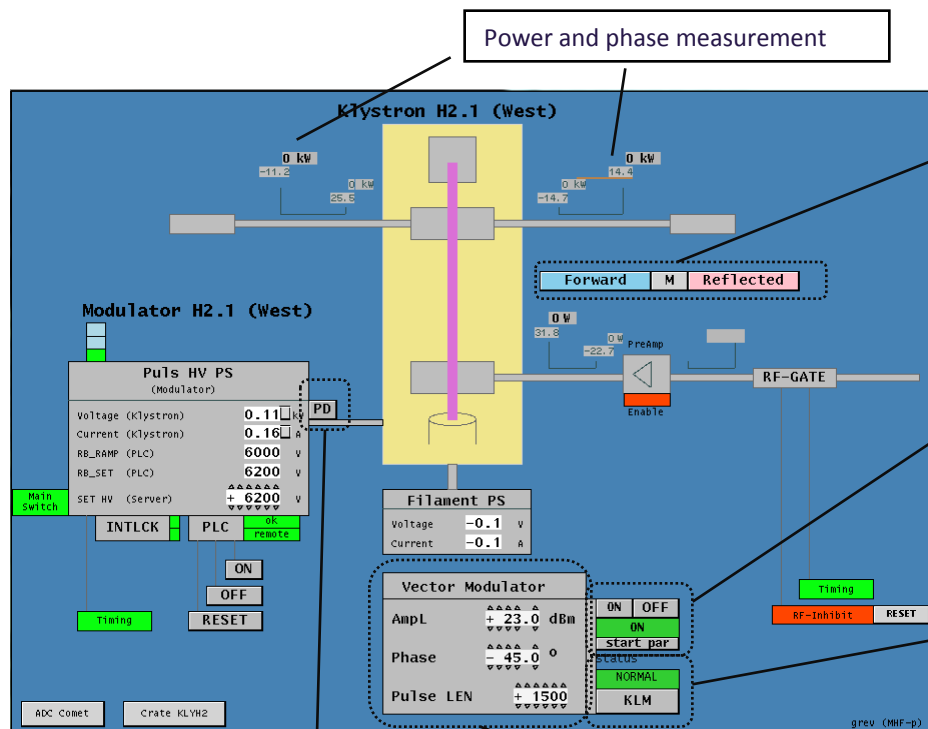 Power and phase measurement
Klystron H2.1 (West)
0 kW
-11.2
0 kW
25.5
0 kW
14.4
0 kW
-14.7
Forward M Reflected
Modulator H2.1 (West)
0 W
31.8
0 W
-22.7
PreAmp
Enable
RF-GATE
Puls HV PS
(Modulator)
Voltage (Klystron) 0.11 kV
PD
Current (Klystron) 0.16 A
RB_RAMP (PLC) 6000 V
RB_SET (PLC) 6200 V
SET HV (Server) + 6200 V
Main
Switch
INTLCK PLC ok
remote
ON
OFF
RESET
Timing
Filament PS
Voltage -0.1 V
Current -0.1 A
Vector Modulator
AmpL + 23.0 dBm
Phase - 45.0 o
Pulse LEN + 1500
ON OFF
ON
start par
status
NORMAL
KLM
Timing
RF-Inhibit RESET
ADC Comet Crate KLYH2
grev (MHF-p)